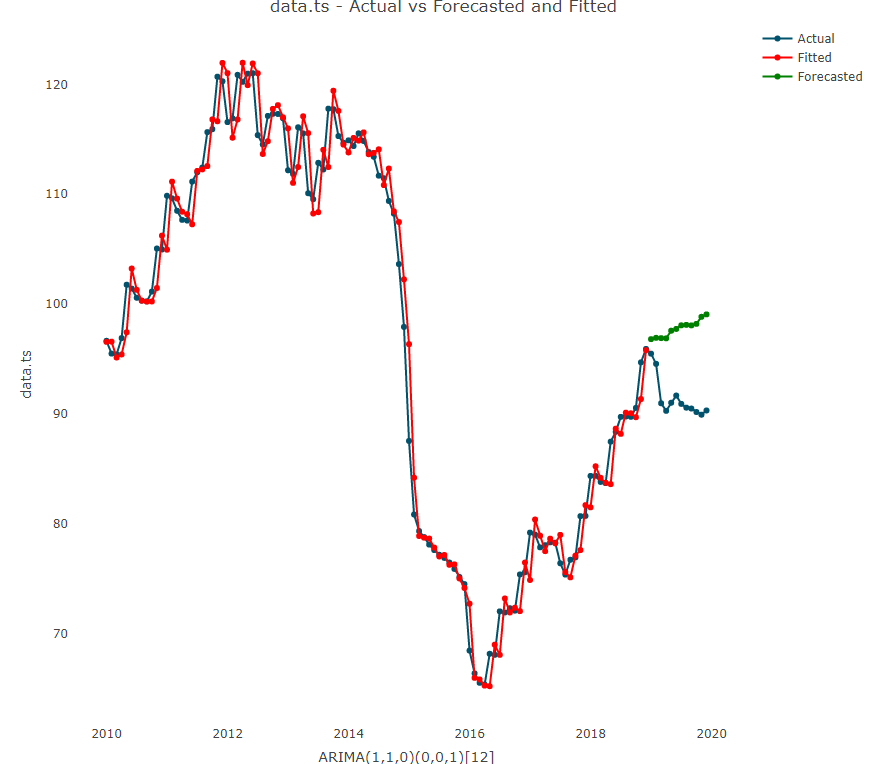 data.ts - Actual vs Forecasted and Fitted
Actual
Fitted
Forecasted
120
110
100
90
80
70
data.ts
2010 2012 2014 2016 2018 2020
ARIMA(1,1,0)(0,0,1)[12]